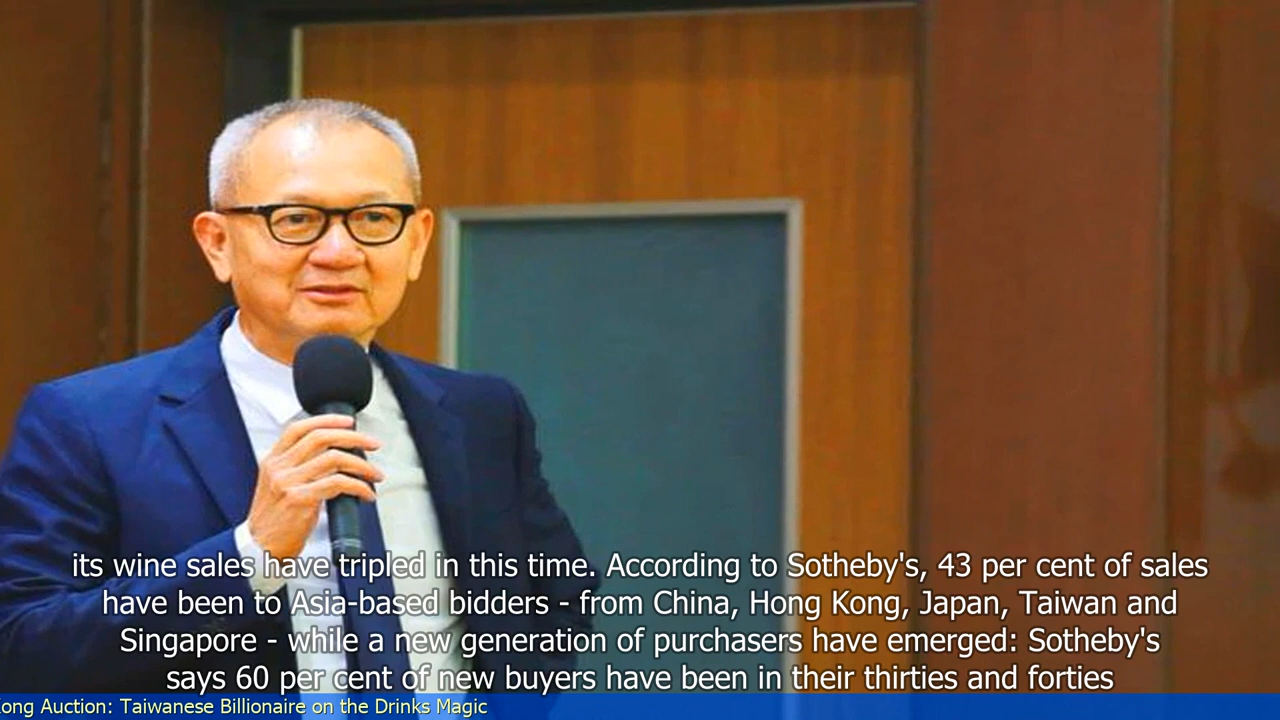 its wine sales have tripled in this time. According to Sotheby's, 43 per cent of sales
have been to Asia-based bidders - from China, Hong Kong, Japan, Taiwan and
Singapore - while a new generation of purchasers have emerged: Sotheby's
says 60 per cent of new buyers have been in their thirties and forties
ong Auction: Taiwanese Billionaire on the Drinks Magic